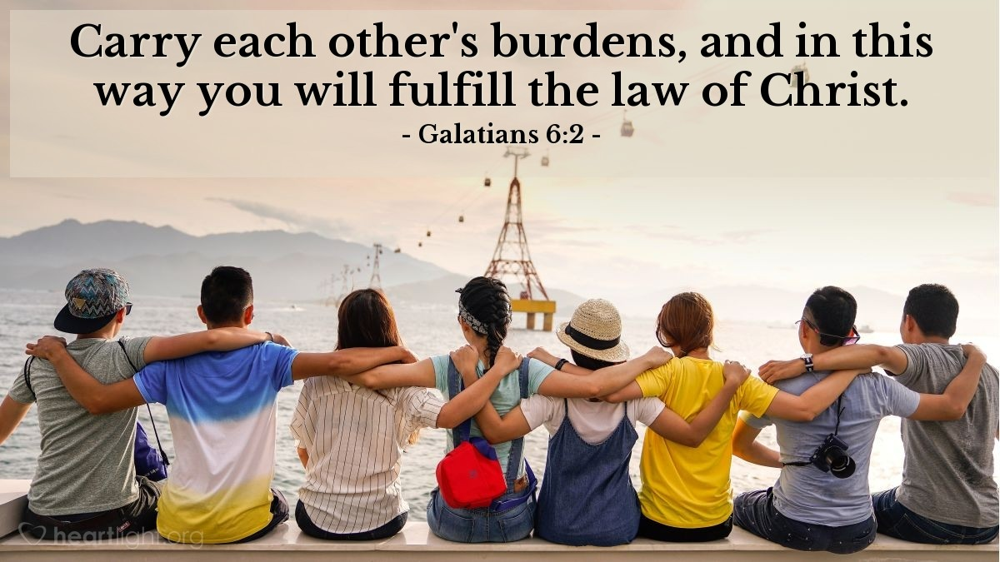 Carry each other's burdens, and in this
way you will fulfill the law of Christ.
- Galatians 6:2 -
heartlight.org